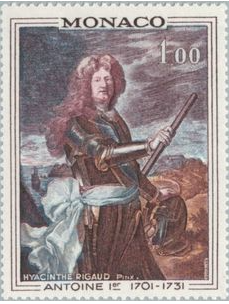 MONACO
1.00
HYACINTHE RIGAUD Pinx.
ANTOINE Ier 1701-1731